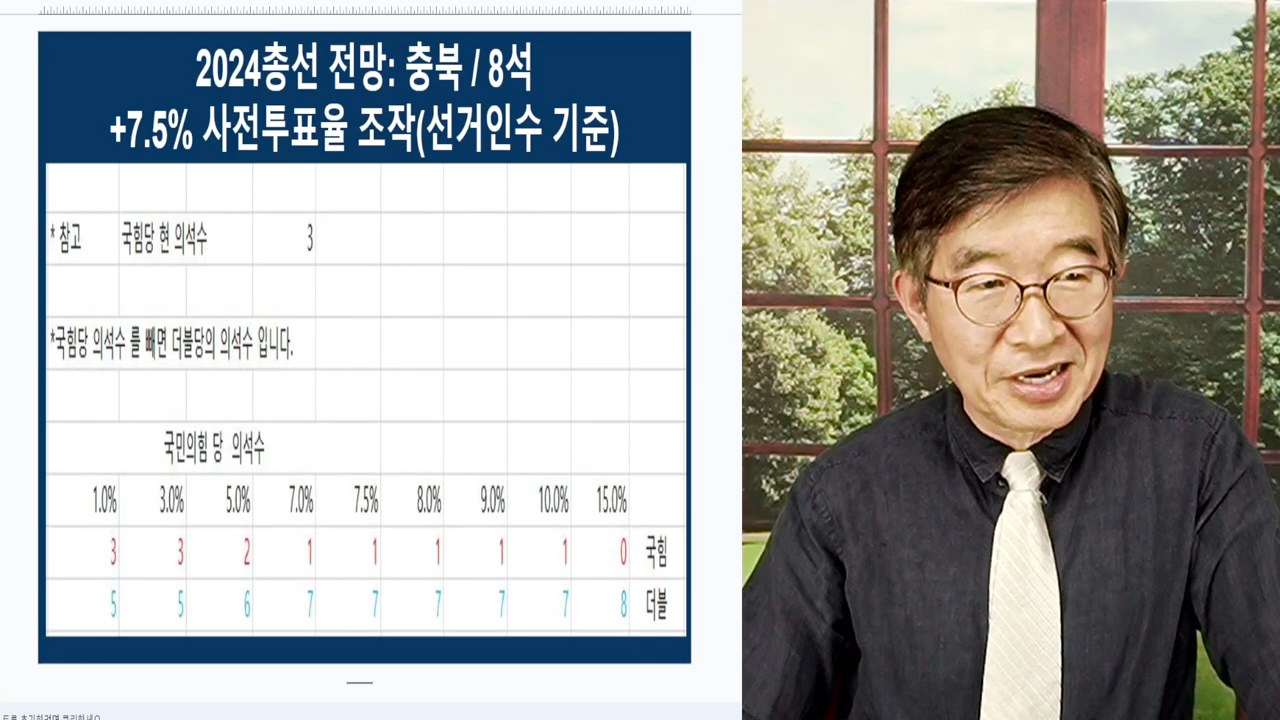 2024총선 전망: 충북 / 8석
+7.5% 사전투표율 조작(선거인수 기준)
* 참고 국힘당 현 의석수 3
*국힘당 의석수 를 빼면 더블당의 의석수 입니다.
국민의힘 당 의석수
1.0% 3.0% 5.0% 7.0% 7.5% 8.0% 9.0% 10.0% 15.0%
3 3 2 1 1 1 1 1 0 국힘
5 5 6 7 7 7 7 7 8 더블